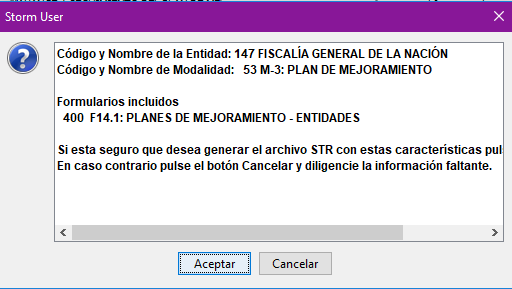 Storm User
Código y Nombre de la Entidad: 147 FISCALÍA GENERAL DE LA NACIÓN
Código y Nombre de Modalidad: 53 M-3: PLAN DE MEJORAMIENTO
Formularios incluidos
400 F14.1: PLANES DE MEJORAMIENTO - ENTIDADES
Si esta seguro que desea generar el archivo STR con estas características
En caso contrario pulse el botón Cancelar y diligencie la información faltante.
Aceptar Cancelar